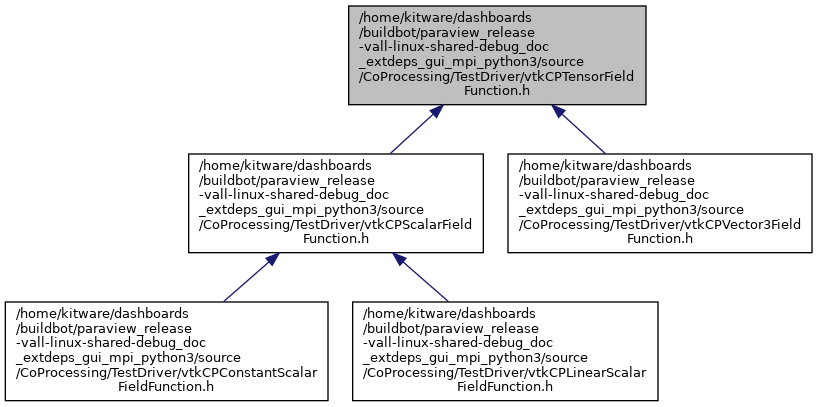 /home/kitware/dashboards
/buildbot/paraview_release
-vall-linux-shared-debug_doc
_extdeps_gui_mpi_python3/source
/CoProcessing/TestDriver/vtkCPTensorField
Function.h
/home/kitware/dashboards
/buildbot/paraview_release
-vall-linux-shared-debug_doc
_extdeps_gui_mpi_python3/source
/CoProcessing/TestDriver/vtkCPScalarField
Function.h
/home/kitware/dashboards
/buildbot/paraview_release
-vall-linux-shared-debug_doc
_extdeps_gui_mpi_python3/source
/CoProcessing/TestDriver/vtkCPVector3Field
Function.h
/home/kitware/dashboards
/buildbot/paraview_release
-vall-linux-shared-debug_doc
_extdeps_gui_mpi_python3/source
/CoProcessing/TestDriver/vtkCPConstantScalar
FieldFunction.h
/home/kitware/dashboards
/buildbot/paraview_release
-vall-linux-shared-debug_doc
_extdeps_gui_mpi_python3/source
/CoProcessing/TestDriver/vtkCPLinearScalar
FieldFunction.h